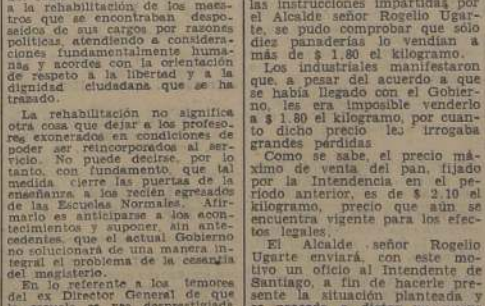 a la rehabilitación de los maes-
tros que se encontraban despo-
seídos de sus cargos por razones
políticas, atendiendo a considera-
ciones fundamentalmente huma-
nas y acordes con la orientación
de respeto a la libertad y a la
dignidad ciudadana que se ha
trazado.
La rehabilitación no significa
otra cosa que dejar a los profeso-
res exonerados en condiciones de
poder ser reincorporados al ser-
vicio. No puede decirse, por lo
tanto, con fundamento, que tal
medida cierre las puertas de la
enseñanza a los recién egresados
de las Escuelas Normales. Afir-
marlo es anticiparse a los acon-
tecimientos y suponer, sin ante-
cedentes, que el actual Gobierno
no solucionará de una manera in-
tegral el problema de la cesantía
del magisterio.
En lo referente a los temores
del ex Director General de que
las instrucciones impartidas por
el Alcalde señor Rogelio Ugar-
te, se pudo comprobar que sólo
diez panaderías lo vendían a
más de $ 1.80 el kilogramo.
Los industriales manifestaron
que, a pesar del acuerdo a que
se había llegado con el Gobier-
no, les era imposible venderlo
a $ 1.80 el kilogramo, por cuan-
to dicho precio les irrogaba
grandes pérdidas
Como se sabe, el precio má-
ximo de venta del pan, fijado
por la Intendencia en el pe-
ríodo anterior, es de $ 2.10 el
kilogramo, precio que aún se
encuentra vigente para los efec-
tos legales.
El Alcalde señor Rogelio
Ugarte enviará, con este mo-
tivo un oficio al Intendente de
Santiago, a fin de hacerle pre-
sente la situación planteada y